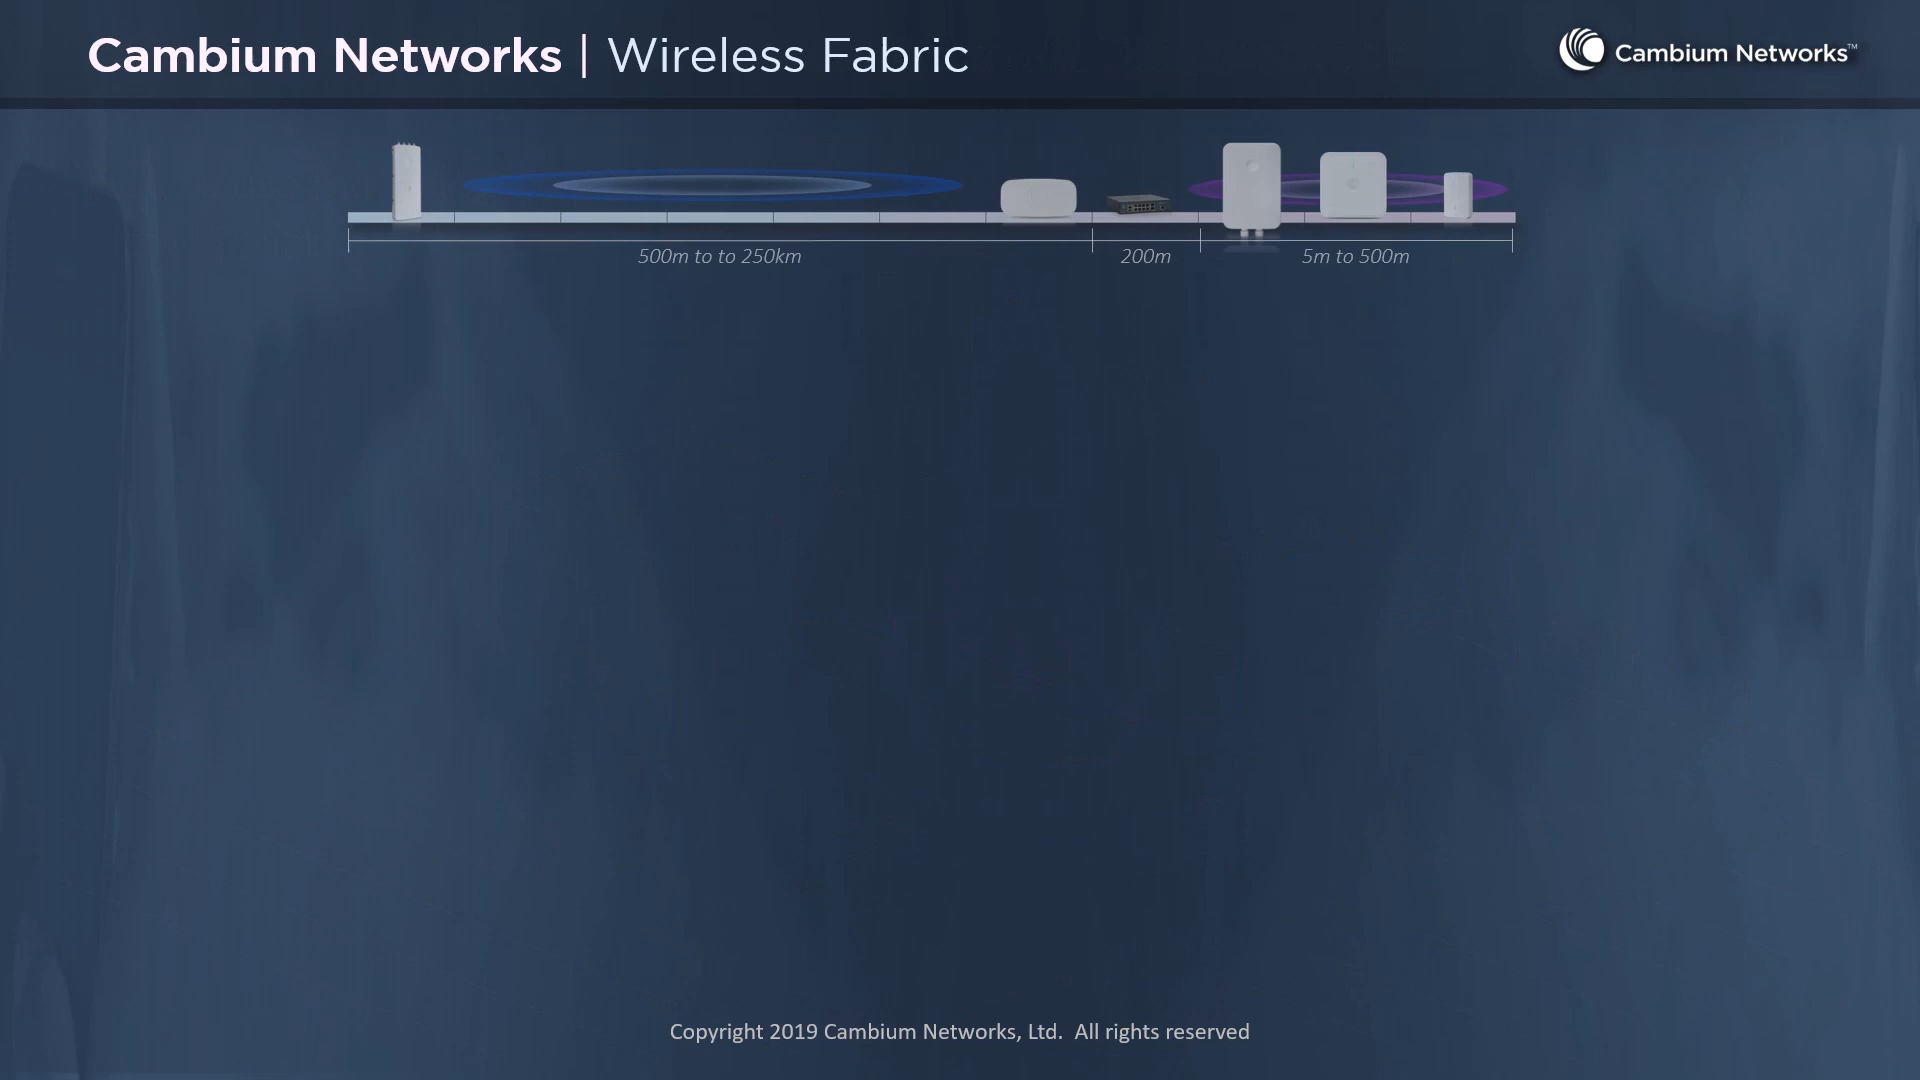 Cambium Networks | Wireless Fabric
Cambium Networks™
500m to to 250km
200m
5m to 500m
Copyright 2019 Cambium Networks, Ltd.  All rights reserved